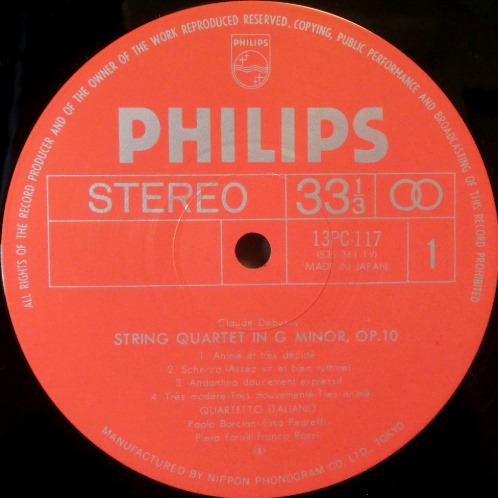 ALL RIGHTS OF THE RECORD PRODUCER AND OF THE OWNER OF THE WORK REPRODUCED RESERVED. COPYING, PUBLIC PERFORMANCE AND BROADCASTING OF THIS RECORD PROHIBITED
PHILIPS
PHILIPS
STEREO 33 1/3
13PC-117
MADE IN JAPAN
1
Claude Debussy
STRING QUARTET IN G MINOR, OP.10
1. Animé et très décidé
2. Scherzo (Assez vif et bien rythmé)
3. Andantino doucement expressif
4. Très modéré-Très mouvementé-Très animé
QUARTETTO ITALIANO
Paolo Borcian-Elisa Pegreffi
Piero Farulli Franco Rossi
MANUFACTURED BY NIPPON PHONOGRAM CO., LTD., TOKYO